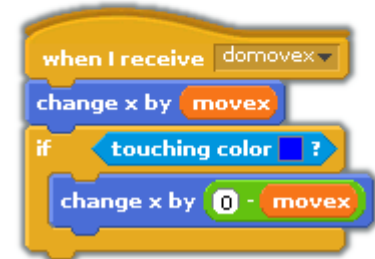 when I receive domovex
change x by movex
if touching color ?
change x by 0 - movex